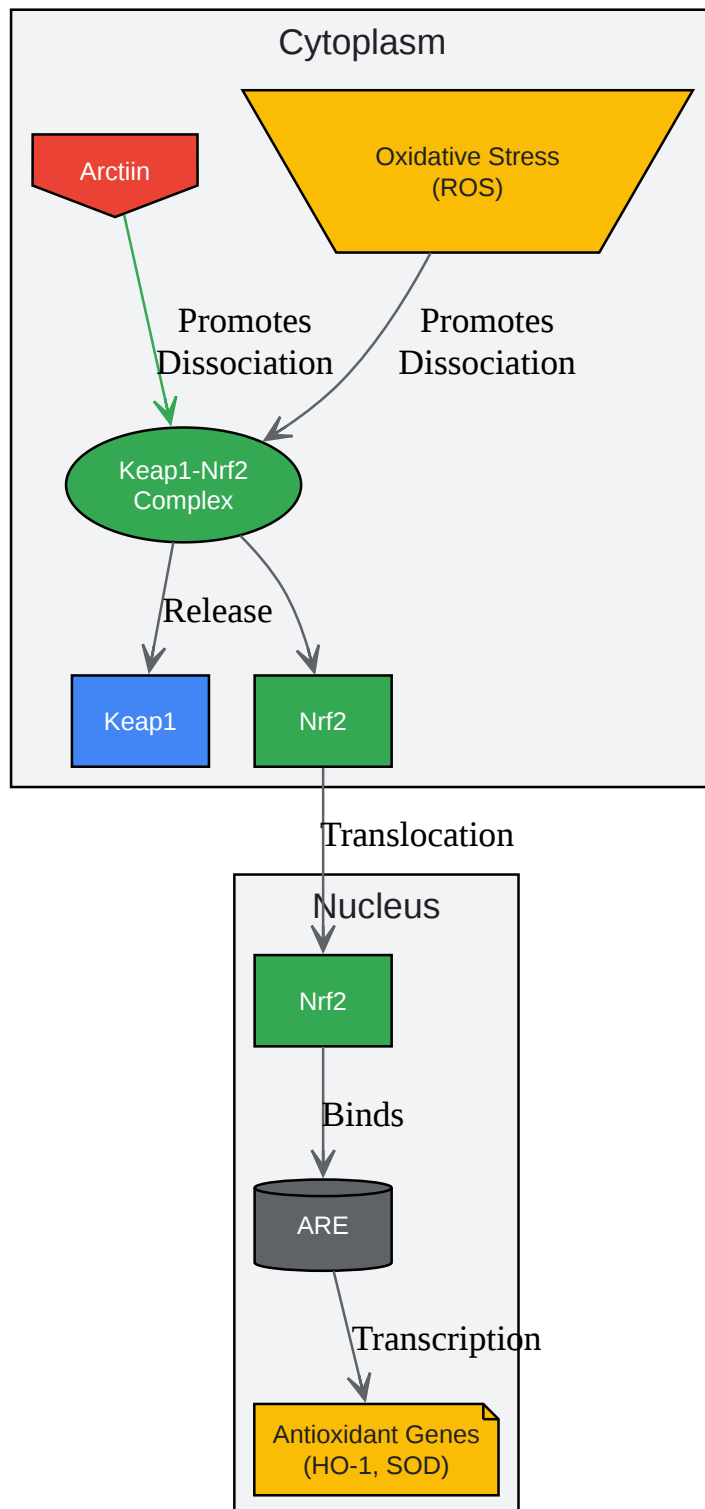 Cytoplasm
Arctiin
Oxidative Stress
(ROS)
Promotes
Dissociation
Promotes
Dissociation
Keap1-Nrf2
Complex
Release
Keap1
Nrf2
Translocation
Nucleus
Nrf2
Binds
ARE
Transcription
Antioxidant Genes
(HO-1, SOD)